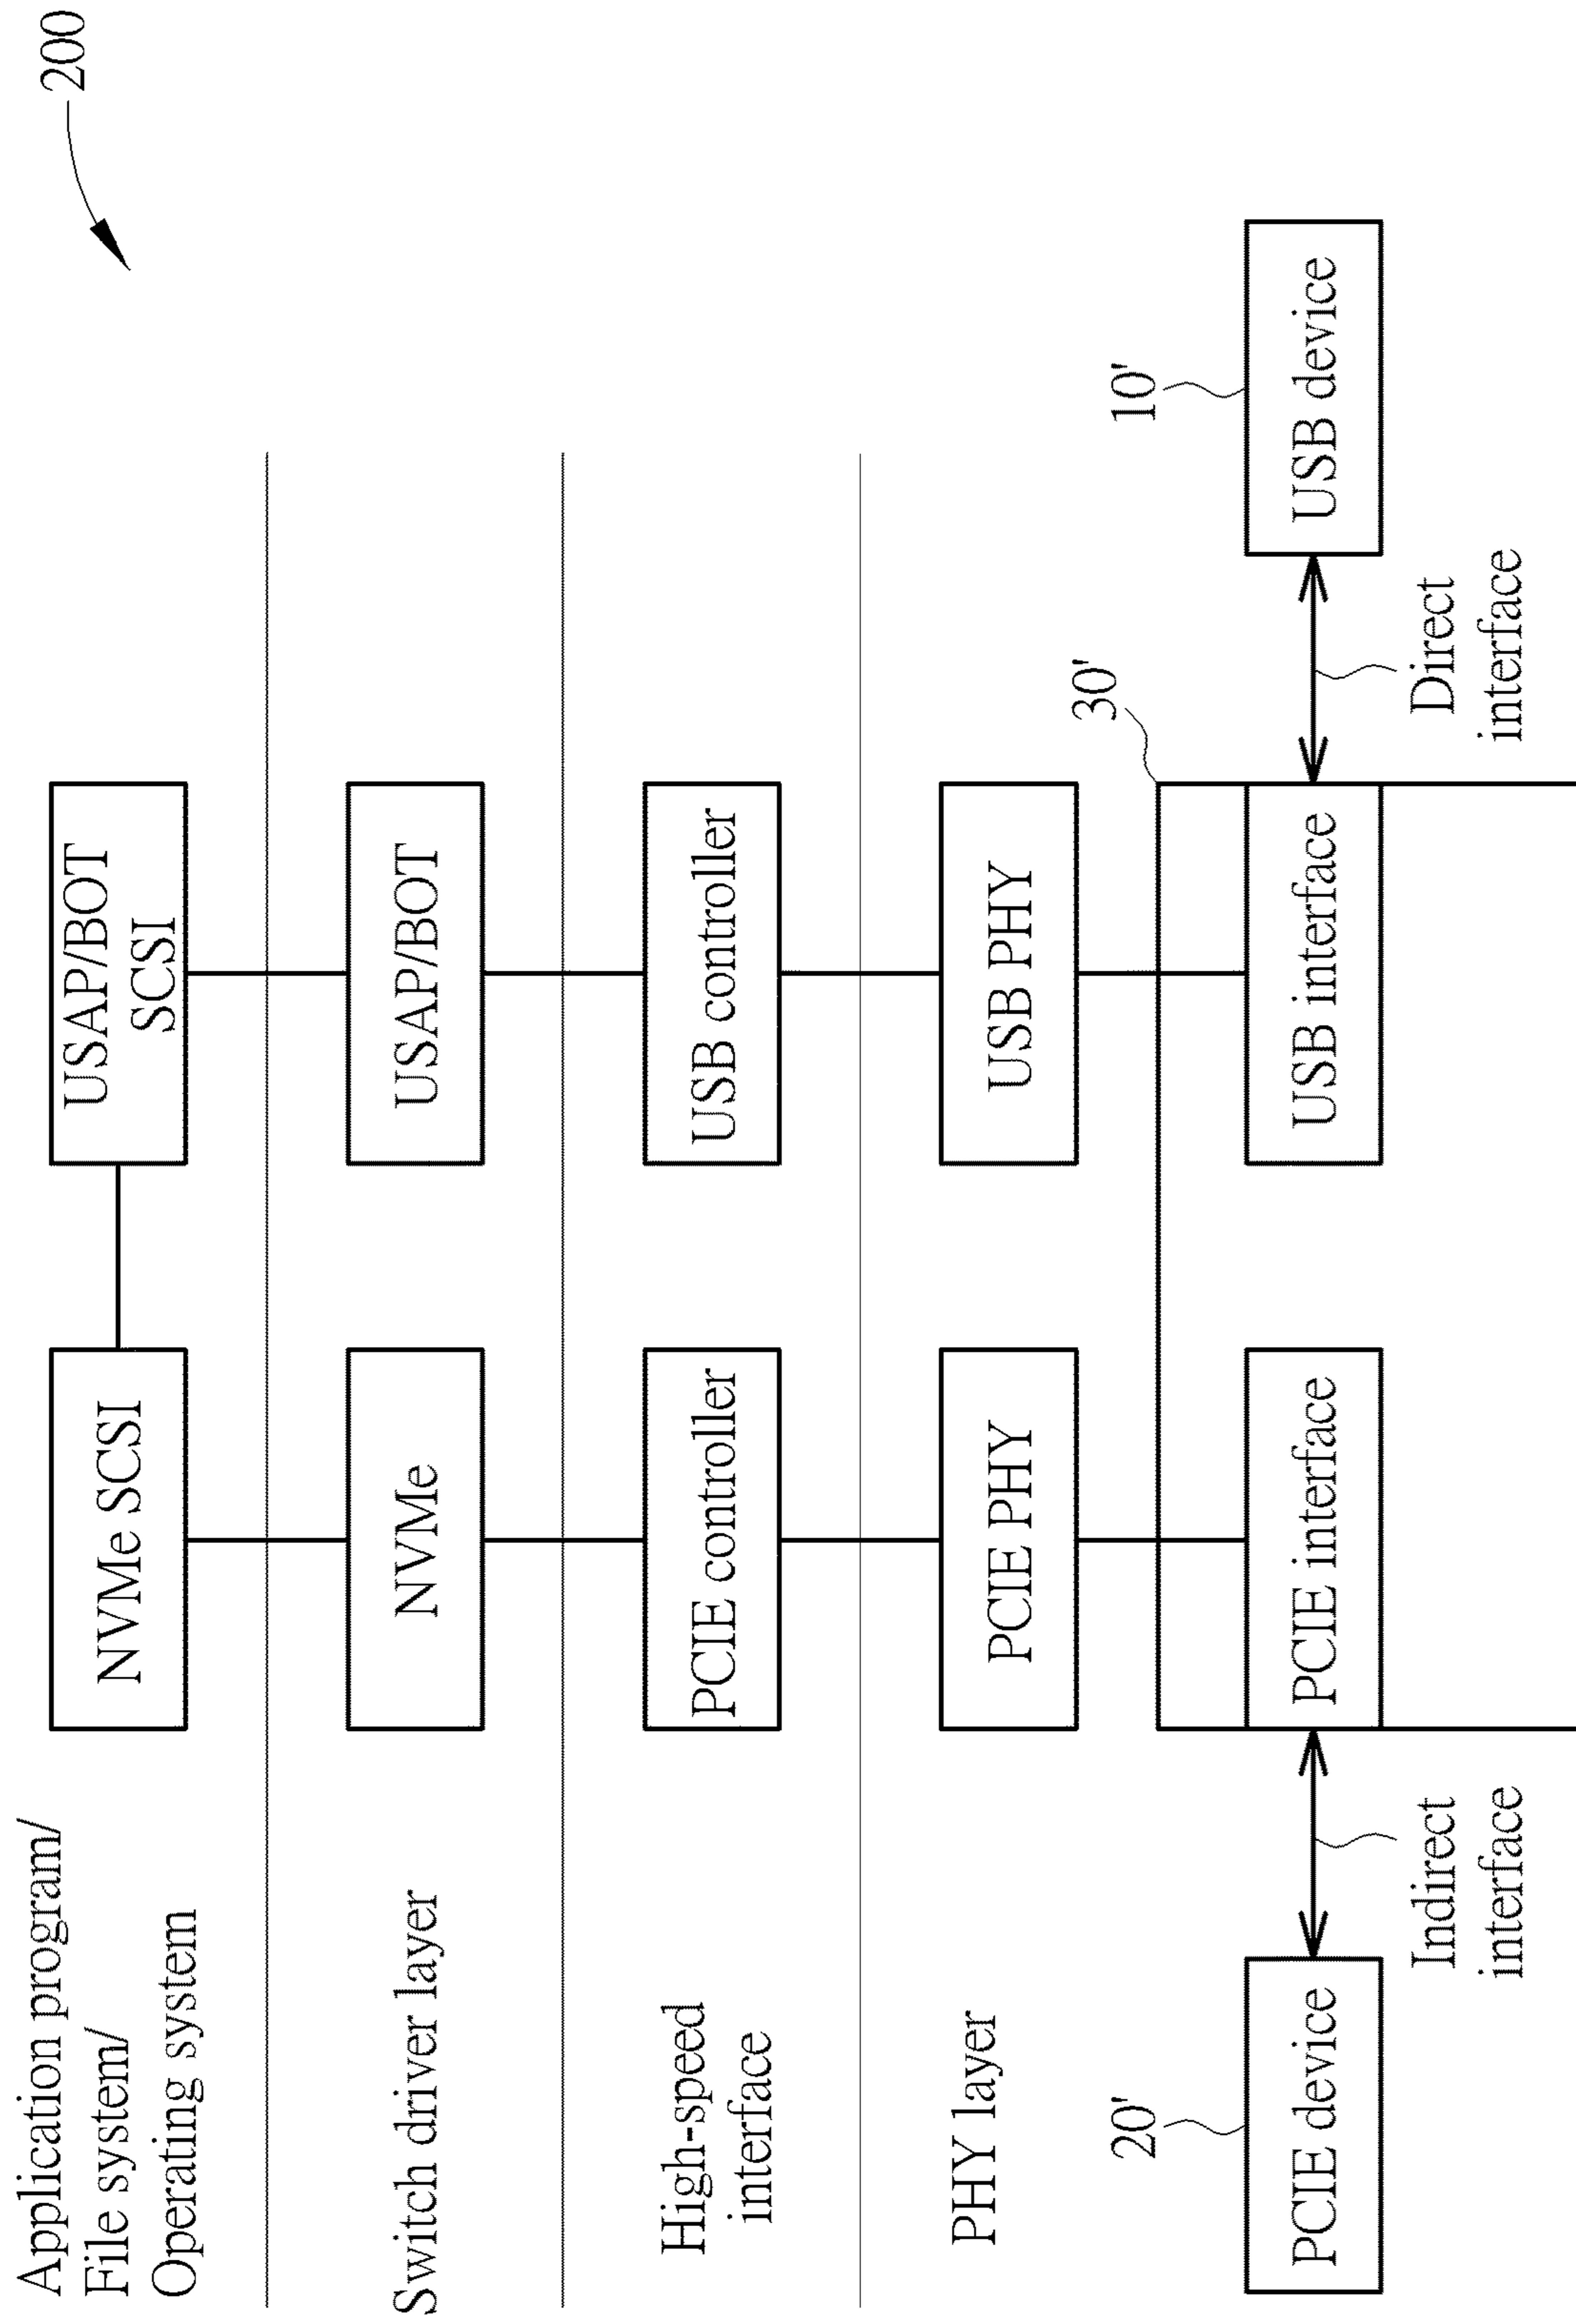 200
Application program/
File system/
Operating system
NVMe SCSI
USAP/BOT
SCSI
Switch driver layer
NVMe
USAP/BOT
High-speed
interface
PCIE controller
USB controller
PHY layer
PCIE PHY
USB PHY
20'
30'
10'
PCIE device
PCIE interface
USB interface
USB device
Indirect
interface
Direct
interface